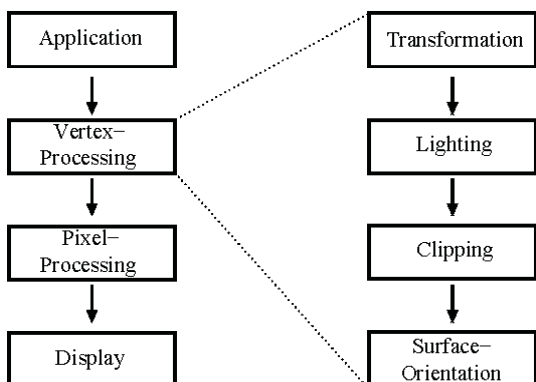 Application
Vertex-
Processing
Pixel-
Processing
Display
Transformation
Lighting
Clipping
Surface-
Orientation